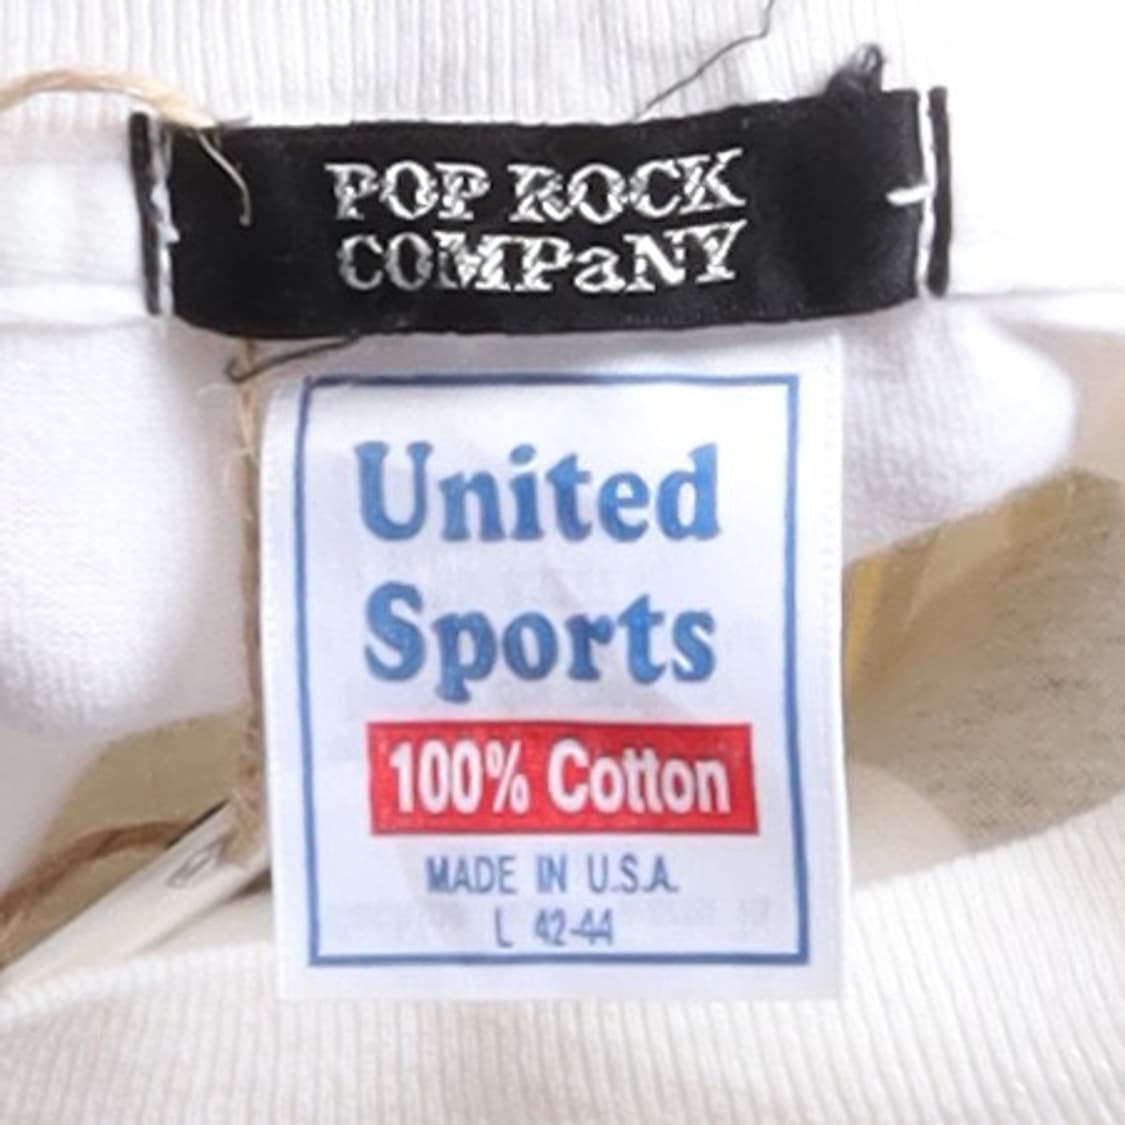 POP ROCK
COMPaNY
United
Sports
100% Cotton
MADE IN U.S.A.
L 42-44